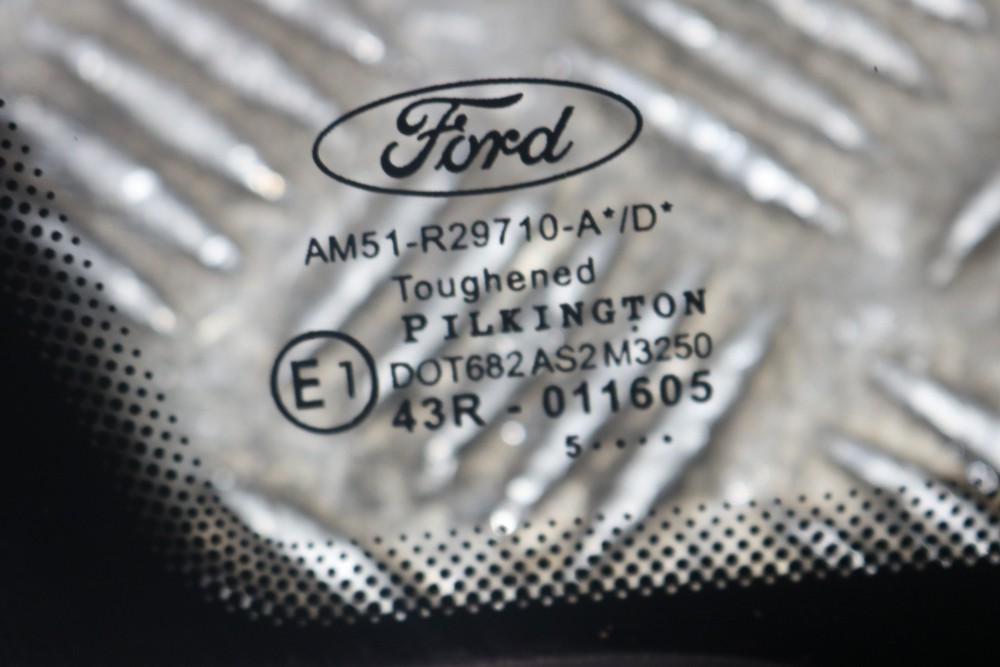 Ford
AM51-R29710-A*/D*
Toughened
PILKINGTON
E1
DOT682 AS2 M3250
43R - 011605
5····